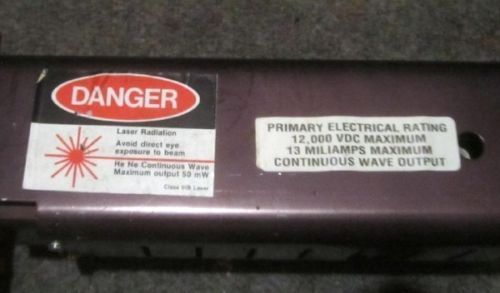 DANGER
Laser Radiation
Avoid direct eye
exposure to beam
He Ne Continuous Wave
Maximum output 50 mW
Class IIIB Laser
PRIMARY ELECTRICAL RATING
12,000 VDC MAXIMUM
13 MILIAMPS MAXIMUM
CONTINUOUS WAVE OUTPUT